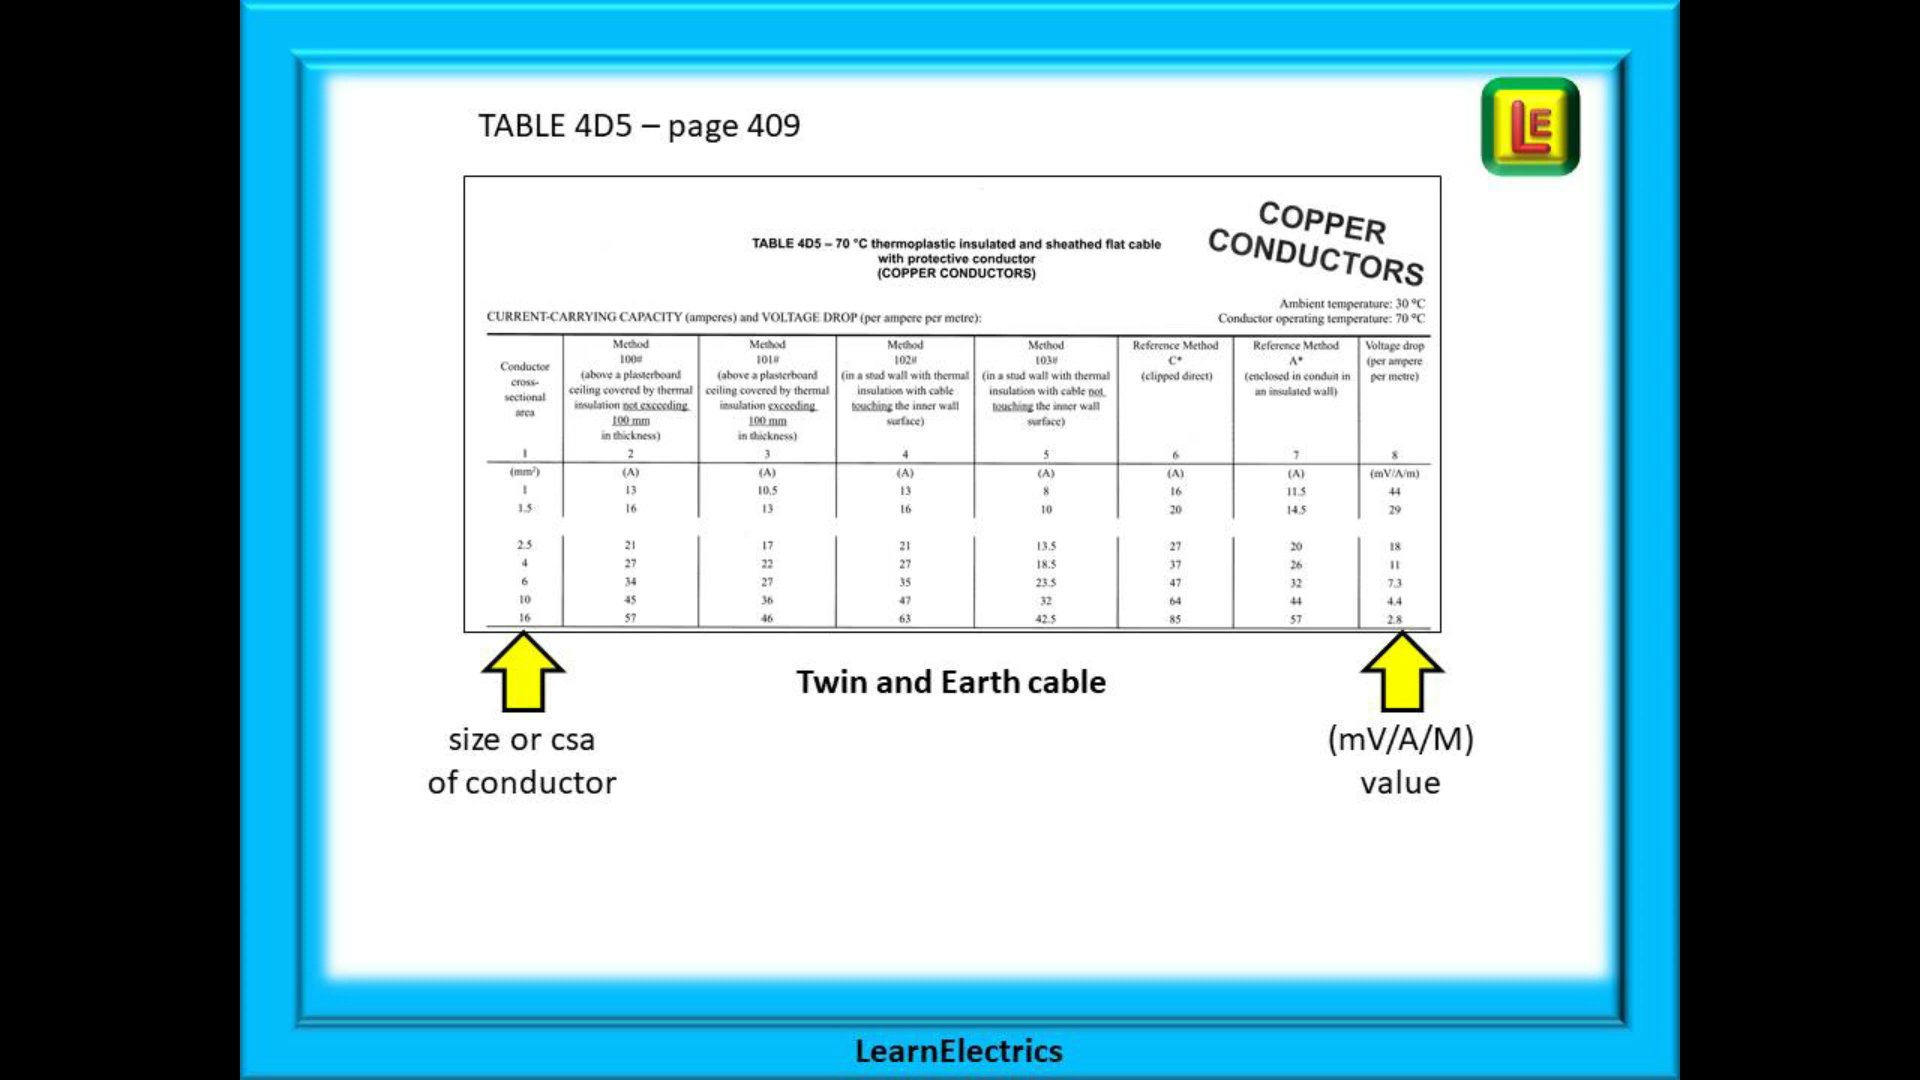 TABLE 4D5 – page 409
LE
COPPER
CONDUCTORS
TABLE 4D5 – 70 °C thermoplastic insulated and sheathed flat cable
with protective conductor
(COPPER CONDUCTORS)
Ambient temperature: 30 °C
CURRENT-CARRYING CAPACITY (amperes) and VOLTAGE DROP (per ampere per metre):
Conductor operating temperature: 70 °C
Conductor
cross-
sectional
area
1
Method
100#
(above a plasterboard
ceiling covered by thermal
insulation not exceeding
100 mm
in thickness)
2
Method
101#
(above a plasterboard
ceiling covered by thermal
insulation exceeding
100 mm
in thickness)
3
Method
102#
(in a stud wall with thermal
insulation with cable
touching the inner wall
surface)
4
Method
103#
(in a stud wall with thermal
insulation with cable not
touching the inner wall
surface)
5
Reference Method
C*
(clipped direct)
6
Reference Method
A*
(enclosed in conduit in
an insulated wall)
7
Voltage drop
(per ampere
per metre)
8
(mm²) (A) (A) (A) (A) (A) (A) (mV/A/m)
1 13 10.5 13 8 16 11.5 44
1.5 16 13 16 10 20 14.5 29
2.5 21 17 21 13.5 27 20 18
4 27 22 27 18.5 37 26 11
6 34 27 35 23.5 47 32 7.3
10 45 36 47 32 64 44 4.4
16 57 46 63 42.5 85 57 2.8
Twin and Earth cable
size or csa
of conductor
(mV/A/M)
value
LearnElectrics